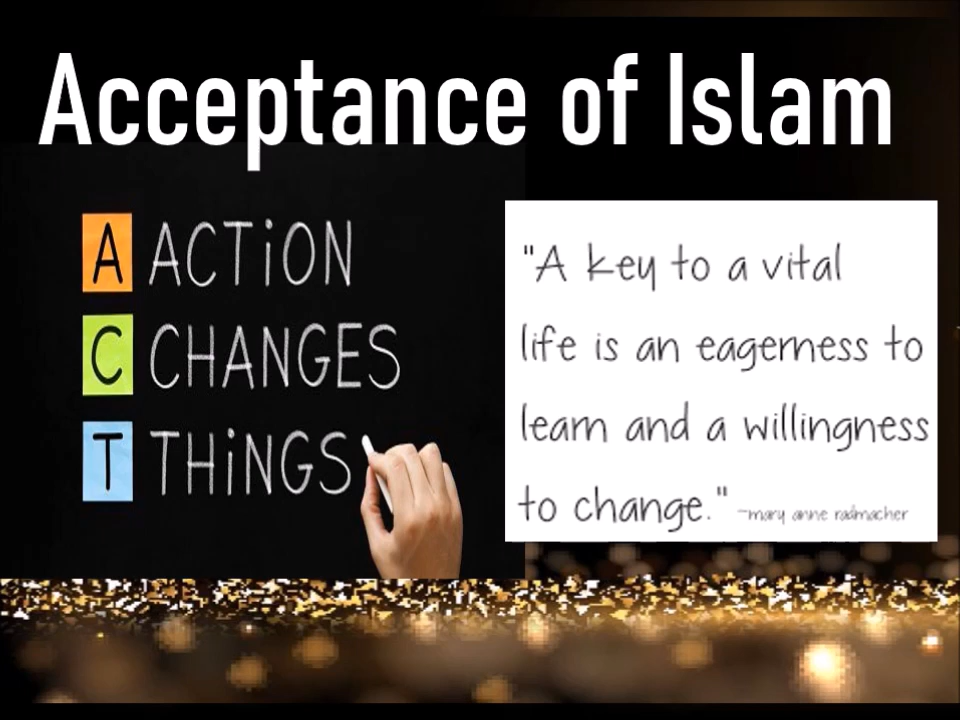 Acceptance of Islam
A ACTiON
C CHANGES
T THiNGS
"A key to a vital
life is an eagerness to
learn and a willingness
to change." -mary anne radmacher